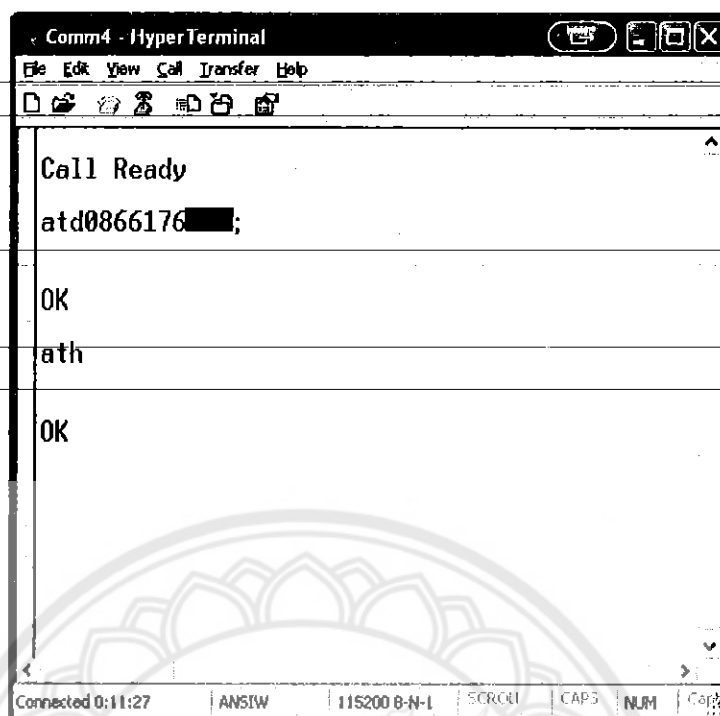 Comm4 - HyperTerminal
File Edit View Call Transfer Help
Call Ready
atd0866176;
OK
ath
OK
Connected 0:11:27 ANSIW 115200 8-N-1 SCROLL CAPS NUM